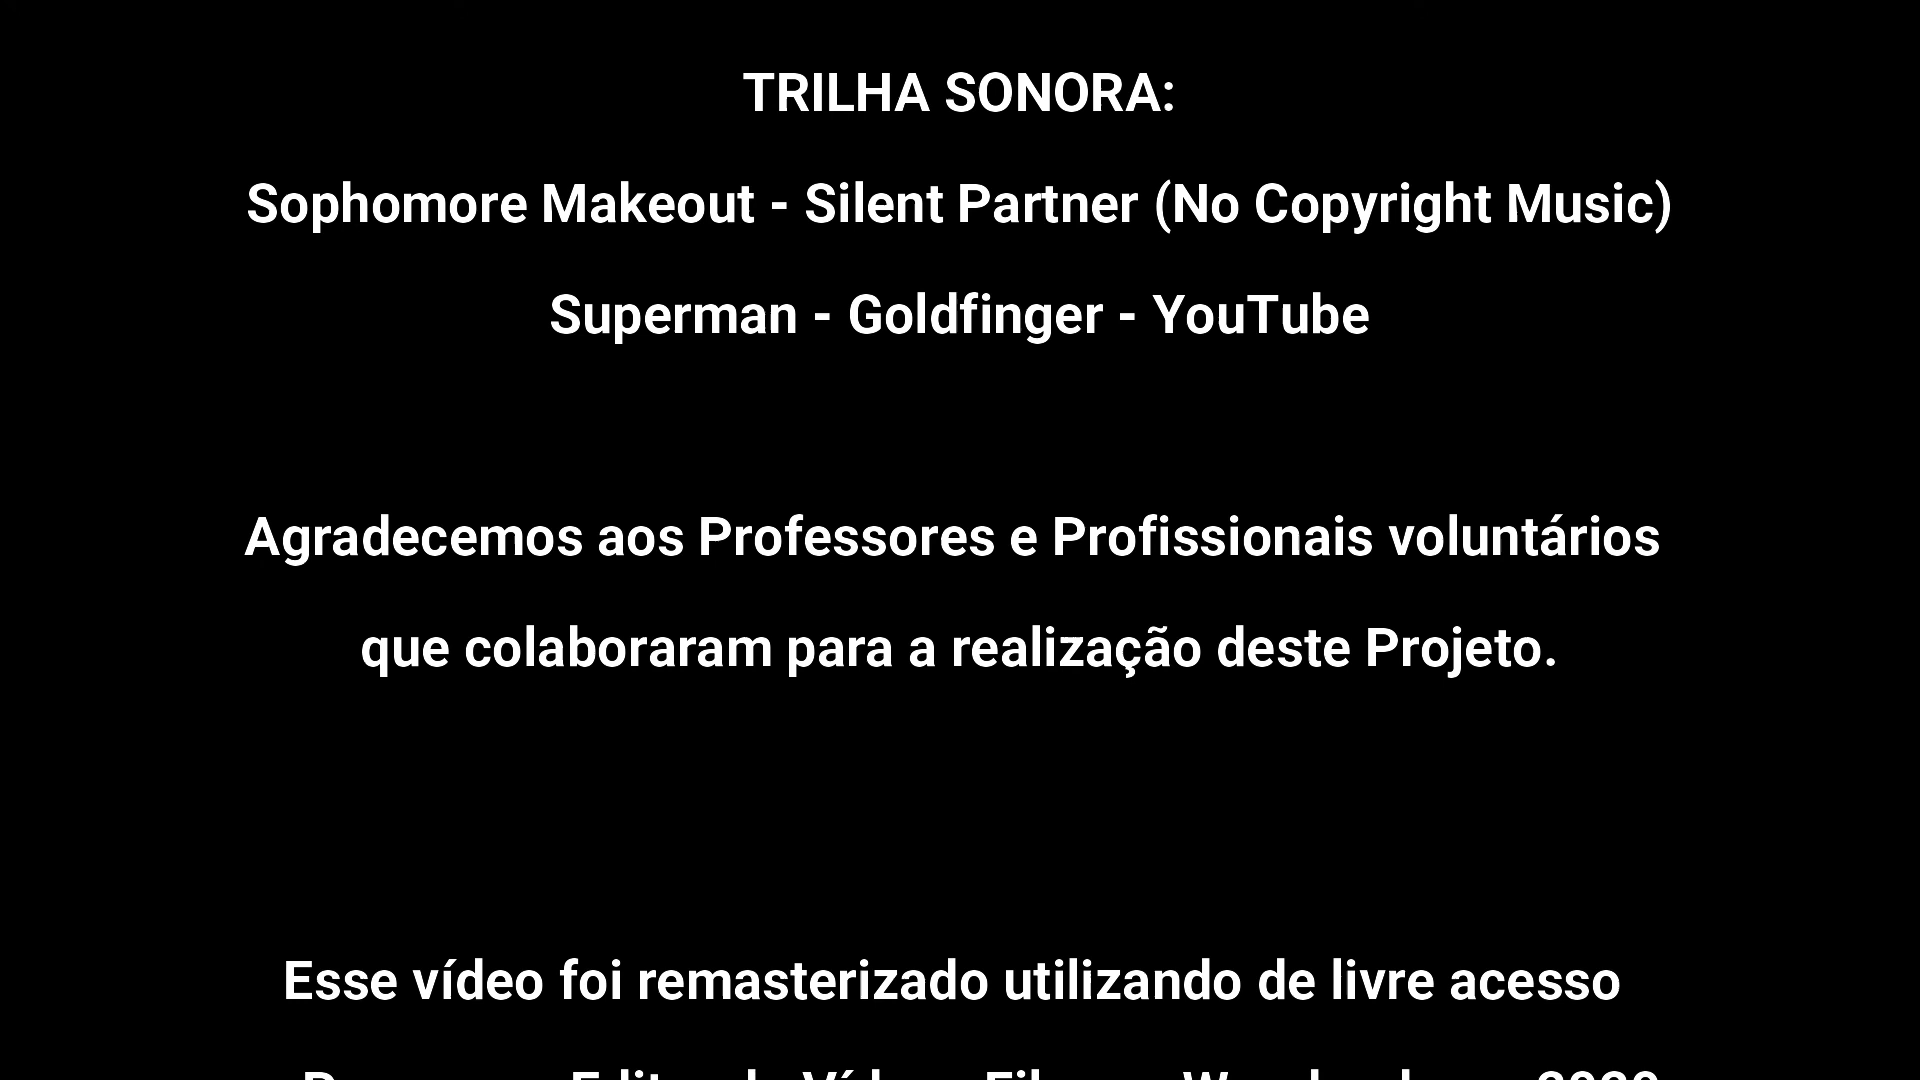 TRILHA SONORA:
Sophomore Makeout - Silent Partner (No Copyright Music)
Superman - Goldfinger - YouTube
Agradecemos aos Professores e Profissionais voluntários
que colaboraram para a realização deste Projeto.
Esse vídeo foi remasterizado utilizando de livre acesso